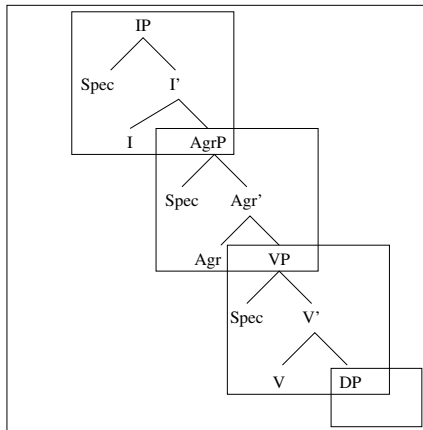 IP
Spec I'
I AgrP
Spec Agr'
Agr VP
Spec V'
V DP